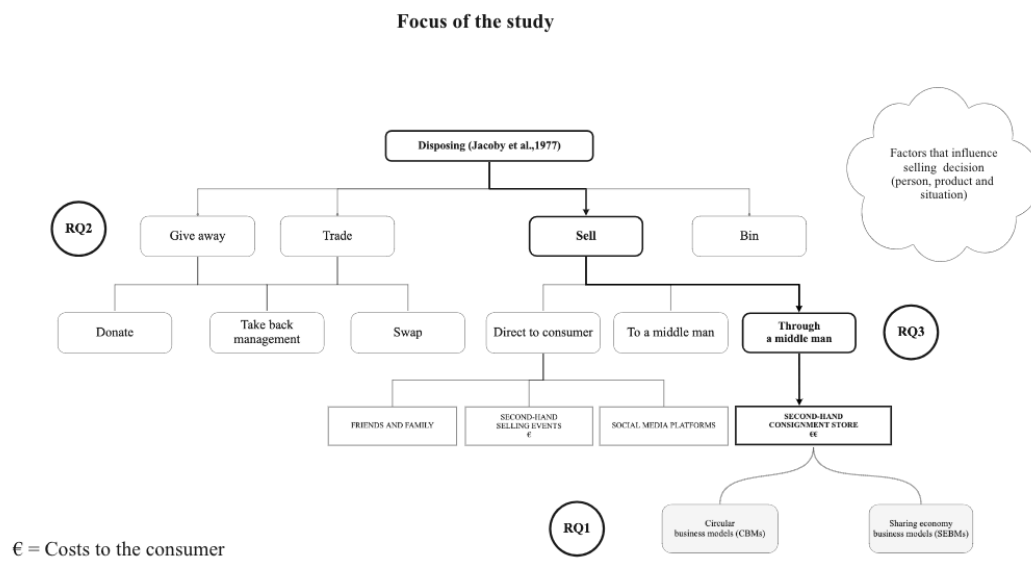 Focus of the study
Disposing (Jacoby et al.,1977)
Factors that influence
selling decision
(person, product and
situation)
RQ2
Give away
Trade
Sell
Bin
Donate
Take back
management
Swap
Direct to consumer
To a middle man
Through
a middle man
RQ3
FRIENDS AND FAMILY
SECOND-HAND
SELLING EVENTS
€
SOCIAL MEDIA PLATFORMS
SECOND-HAND
CONSIGNMENT STORE
€€
RQ1
Circular
business models (CBMs)
Sharing economy
business models (SEBMs)
€ = Costs to the consumer